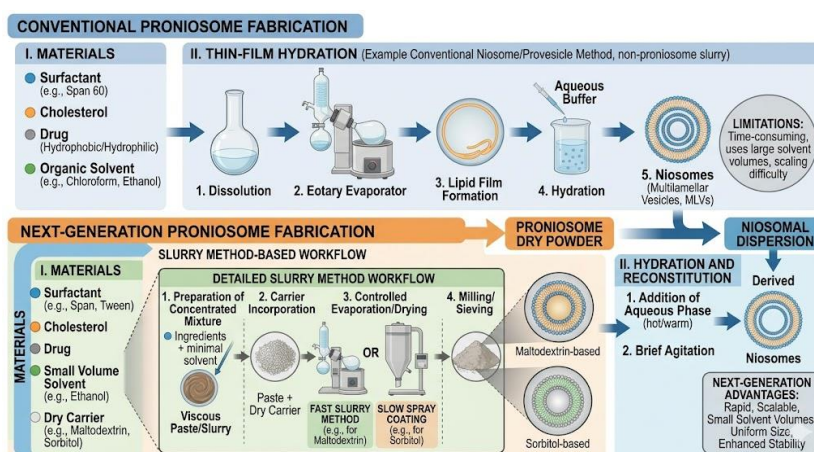 CONVENTIONAL PRONIOSOME FABRICATION
I. MATERIALS
Surfactant
(e.g., Span 60)
Cholesterol
Drug
(Hydrophobic/Hydrophilic)
Organic Solvent
(e.g., Chloroform, Ethanol)
II. THIN-FILM HYDRATION (Example Conventional Niosome/Provesicle Method, non-proniosome slurry)
1. Dissolution
2. Eotary Evaporator
3. Lipid Film
Formation
Aqueous
Buffer
4. Hydration
5. Niosomes
(Multilamellar
Vesicles, MLVs)
LIMITATIONS:
Time-consuming,
uses large solvent
volumes, scaling
difficulty
NEXT-GENERATION PRONIOSOME FABRICATION
PRONIOSOME
DRY POWDER
NIOSOMAL
DISPERSION
MATERIALS
I. MATERIALS
Surfactant
(e.g., Span, Tween)
Cholesterol
Drug
Small Volume
Solvent
(e.g., Ethanol)
Dry Carrier
(e.g., Maltodextrin,
Sorbitol)
SLURRY METHOD-BASED WORKFLOW
DETAILED SLURRY METHOD WORKFLOW
1. Preparation of
Concentrated
Mixture
Ingredients
+ minimal
solvent
Viscous
Paste/Slurry
2. Carrier
Incorporation
Paste +
Dry Carrier
3. Controlled
Evaporation/Drying
OR
FAST SLURRY
METHOD
(e.g., for
Maltodextrin)
SLOW SPRAY
COATING
(e.g., for
Sorbitol)
4. Milling/
Sieving
Maltodextrin-based
Sorbitol-based
II. HYDRATION AND
RECONSTITUTION
1. Addition of
Aqueous Phase
(hot/warm)
2. Brief Agitation
Derived
Niosomes
NEXT-GENERATION
ADVANTAGES:
Rapid, Scalable,
Small Solvent Volumes
Uniform Size,
Enhanced Stability